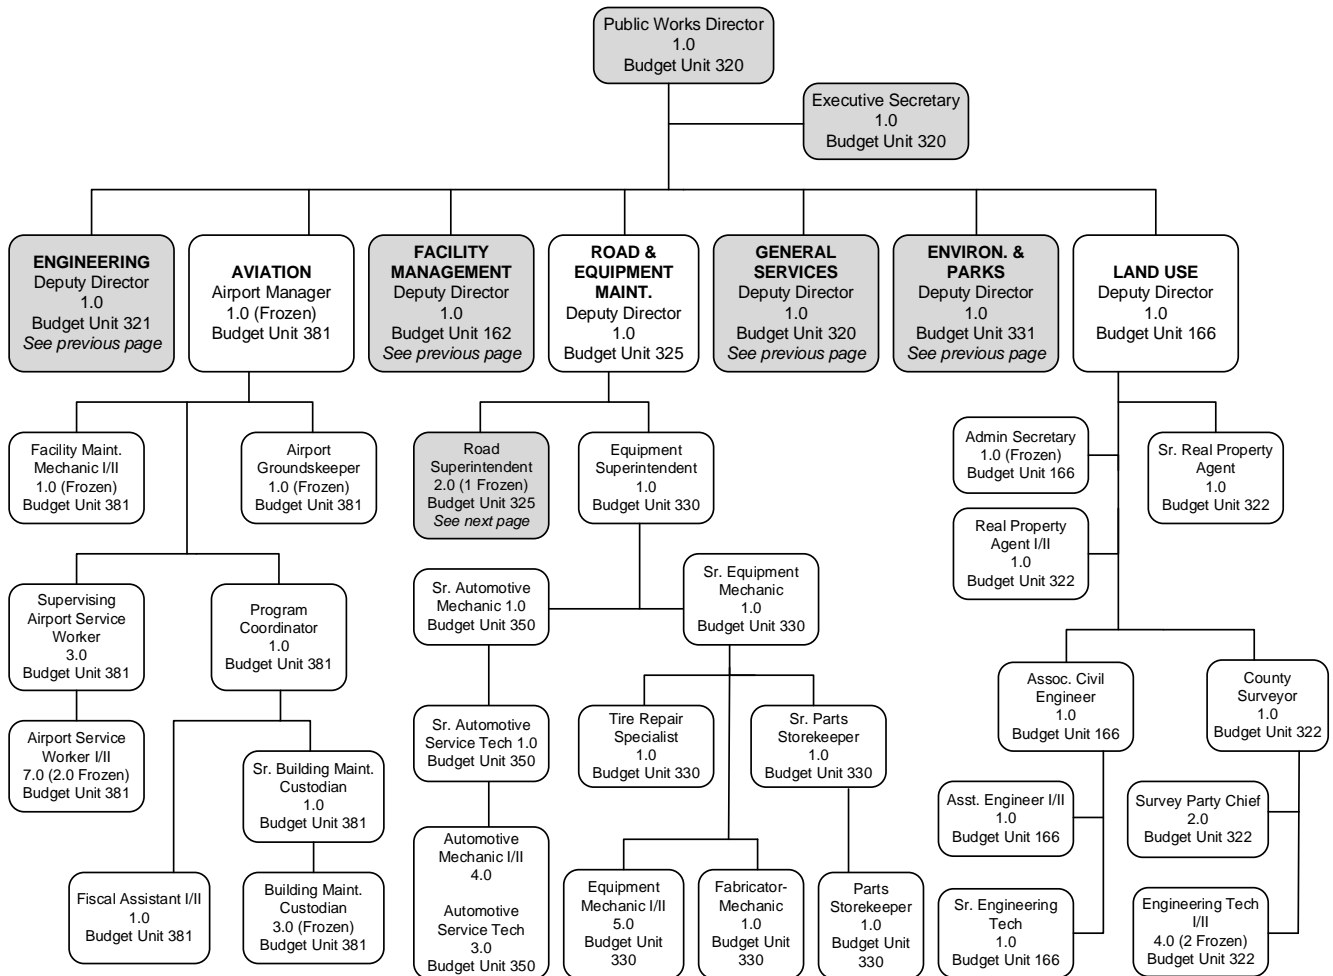 Public Works Director
1.0
Budget Unit 320
Executive Secretary
1.0
Budget Unit 320
ENGINEERING
Deputy Director
1.0
Budget Unit 321
See previous page
AVIATION
Airport Manager
1.0 (Frozen)
Budget Unit 381
FACILITY
MANAGEMENT
Deputy Director
1.0
Budget Unit 162
See previous page
ROAD &
EQUIPMENT
MAINT.
Deputy Director
1.0
Budget Unit 325
GENERAL
SERVICES
Deputy Director
1.0
Budget Unit 320
See previous page
ENVIRON. &
PARKS
Deputy Director
1.0
Budget Unit 331
See previous page
LAND USE
Deputy Director
1.0
Budget Unit 166
Facility Maint.
Mechanic I/II
1.0 (Frozen)
Budget Unit 381
Airport
Groundskeeper
1.0 (Frozen)
Budget Unit 381
Road
Superintendent
2.0 (1 Frozen)
Budget Unit 325
See next page
Equipment
Superintendent
1.0
Budget Unit 330
Admin Secretary
1.0 (Frozen)
Budget Unit 166
Sr. Real Property
Agent
1.0
Budget Unit 322
Real Property
Agent I/II
1.0
Budget Unit 322
Supervising
Airport Service
Worker
3.0
Budget Unit 381
Program
Coordinator
1.0
Budget Unit 381
Sr. Automotive
Mechanic 1.0
Budget Unit 350
Sr. Equipment
Mechanic
1.0
Budget Unit 330
Assoc. Civil
Engineer
1.0
Budget Unit 166
County
Surveyor
1.0
Budget Unit 322
Airport Service
Worker I/II
7.0 (2.0 Frozen)
Budget Unit 381
Sr. Building Maint.
Custodian
1.0
Budget Unit 381
Sr. Automotive
Service Tech 1.0
Budget Unit 350
Tire Repair
Specialist
1.0
Budget Unit 330
Sr. Parts
Storekeeper
1.0
Budget Unit 330
Asst. Engineer I/II
1.0
Budget Unit 166
Survey Party Chief
2.0
Budget Unit 322
Fiscal Assistant I/II
1.0
Budget Unit 381
Building Maint.
Custodian
3.0 (Frozen)
Budget Unit 381
Automotive
Mechanic I/II
4.0
Automotive
Service Tech
3.0
Budget Unit 350
Equipment
Mechanic I/II
5.0
Budget Unit
330
Fabricator-
Mechanic
1.0
Budget Unit
330
Parts
Storekeeper
1.0
Budget Unit
330
Sr. Engineering
Tech
1.0
Budget Unit 166
Engineering Tech
I/II
4.0 (2 Frozen)
Budget Unit 322